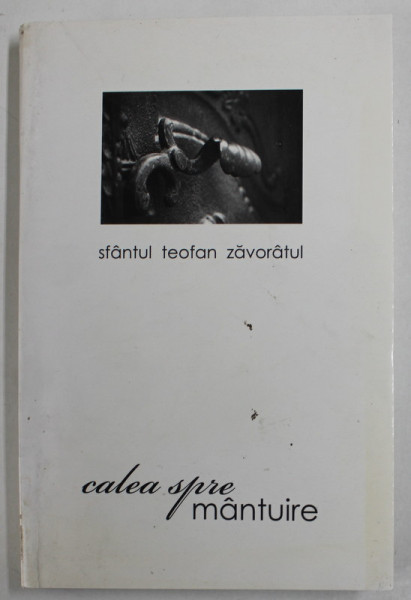 sfântul teofan zăvorâtul
calea spre
mântuire